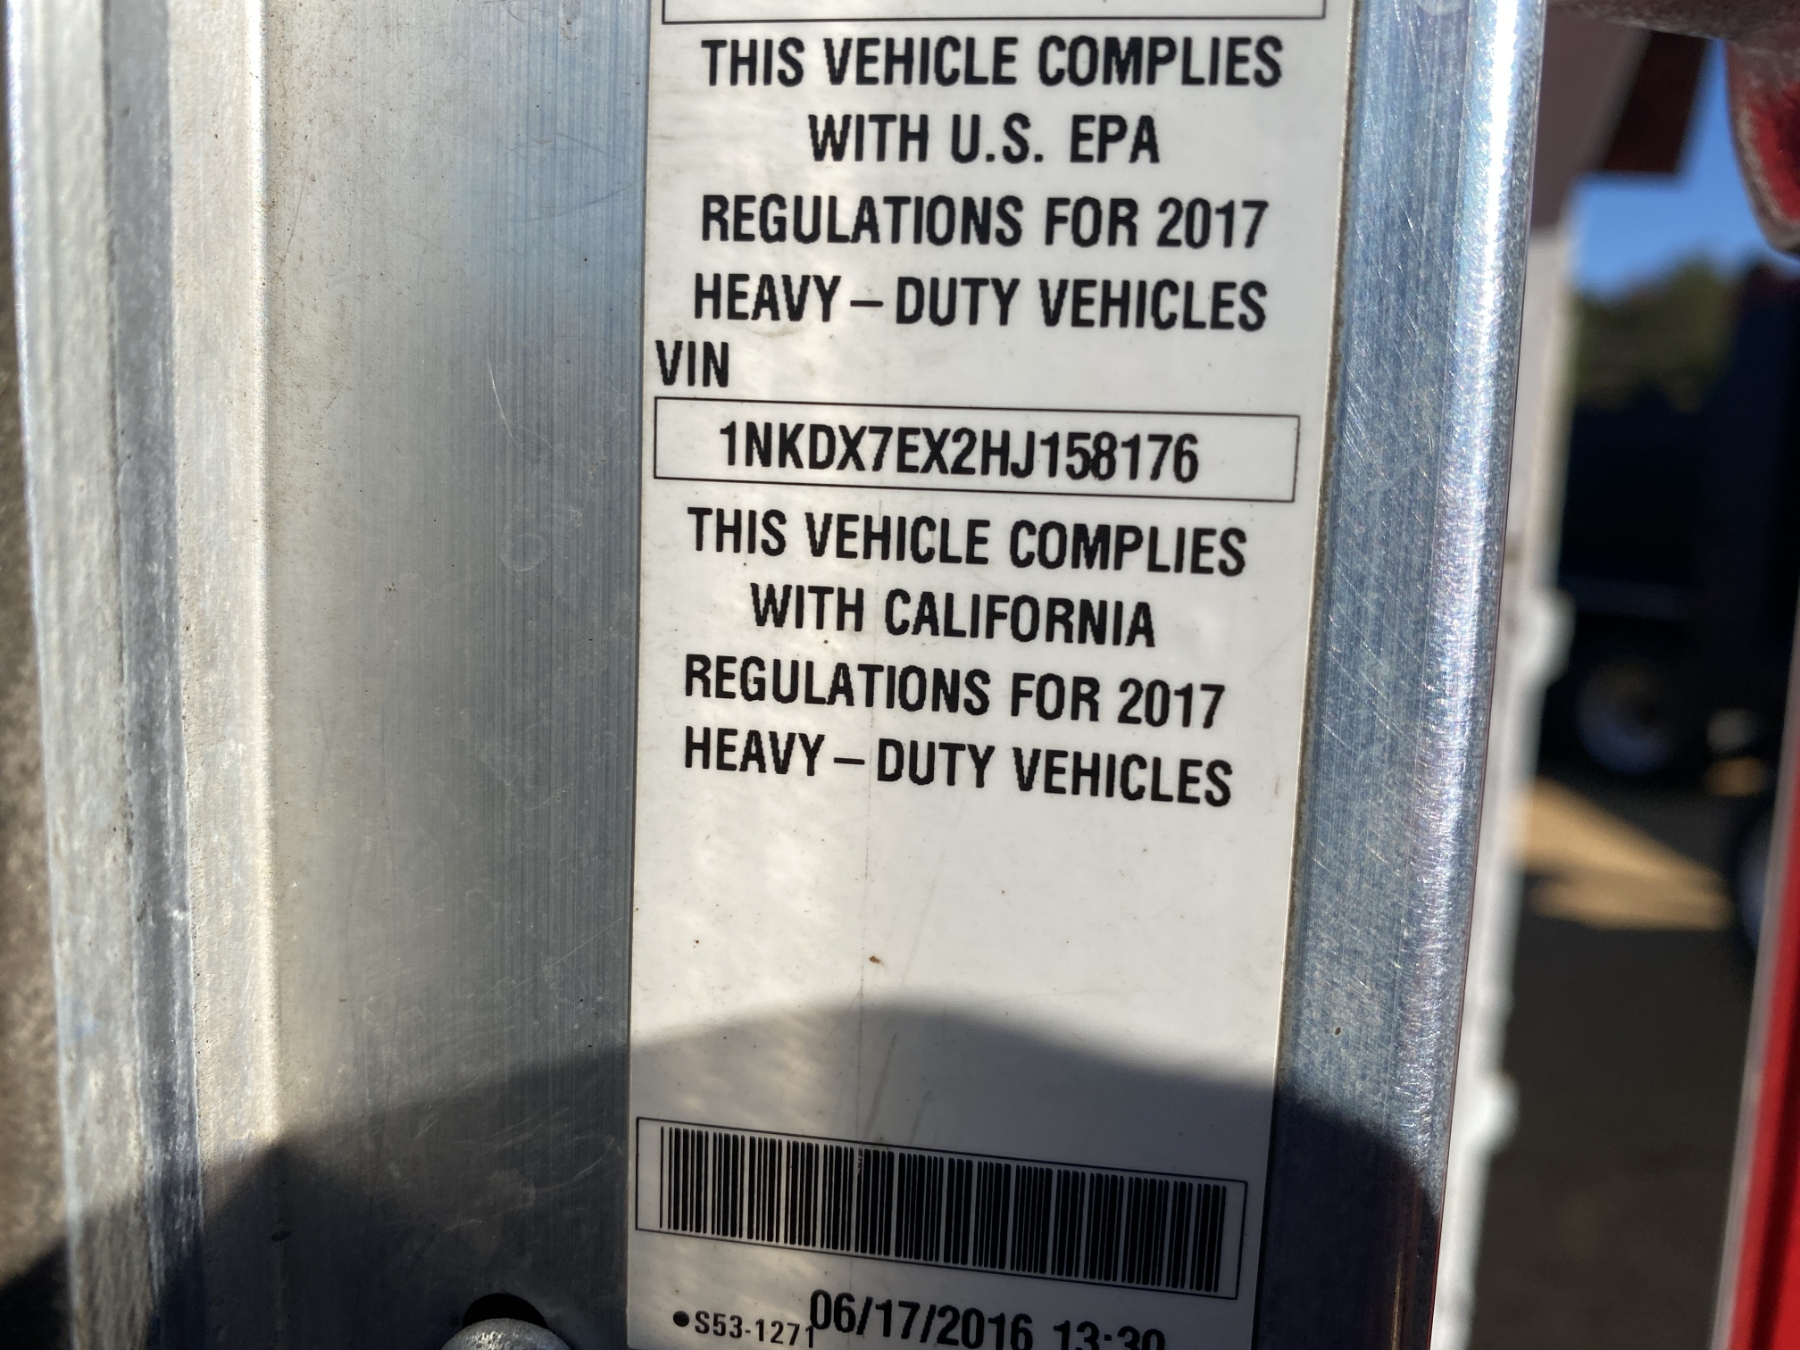 THIS VEHICLE COMPLIES
WITH U.S. EPA
REGULATIONS FOR 2017
HEAVY – DUTY VEHICLES
VIN
1NKDX7EX2HJ158176
THIS VEHICLE COMPLIES
WITH CALIFORNIA
REGULATIONS FOR 2017
HEAVY – DUTY VEHICLES
•S53-1271 06/17/2016 13:30